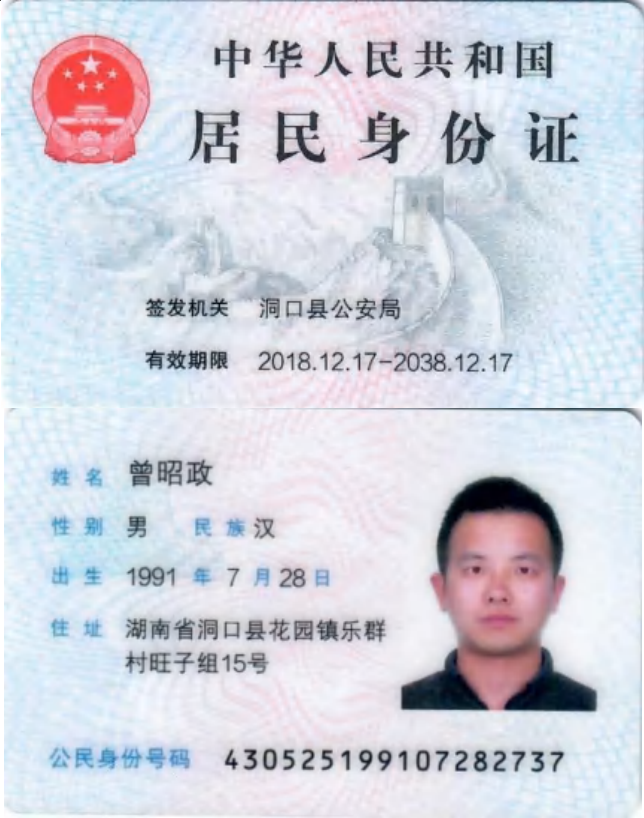 中华人民共和国
居民身份证
签发机关 洞口县公安局
有效期限 2018.12.17-2038.12.17
姓名 曾昭政
性别 男 民族 汉
出生 1991 年 7 月 28 日
住址 湖南省洞口县花园镇乐群
村旺子组15号
公民身份号码 430525199107282737